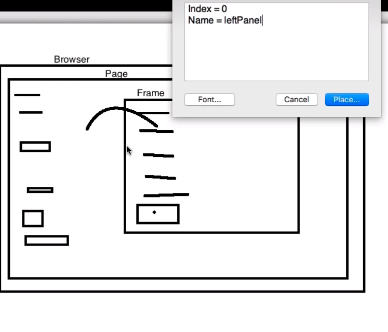 Index = 0
Name = leftPanel
Font...
Cancel
Place...
Browser
Page
Frame